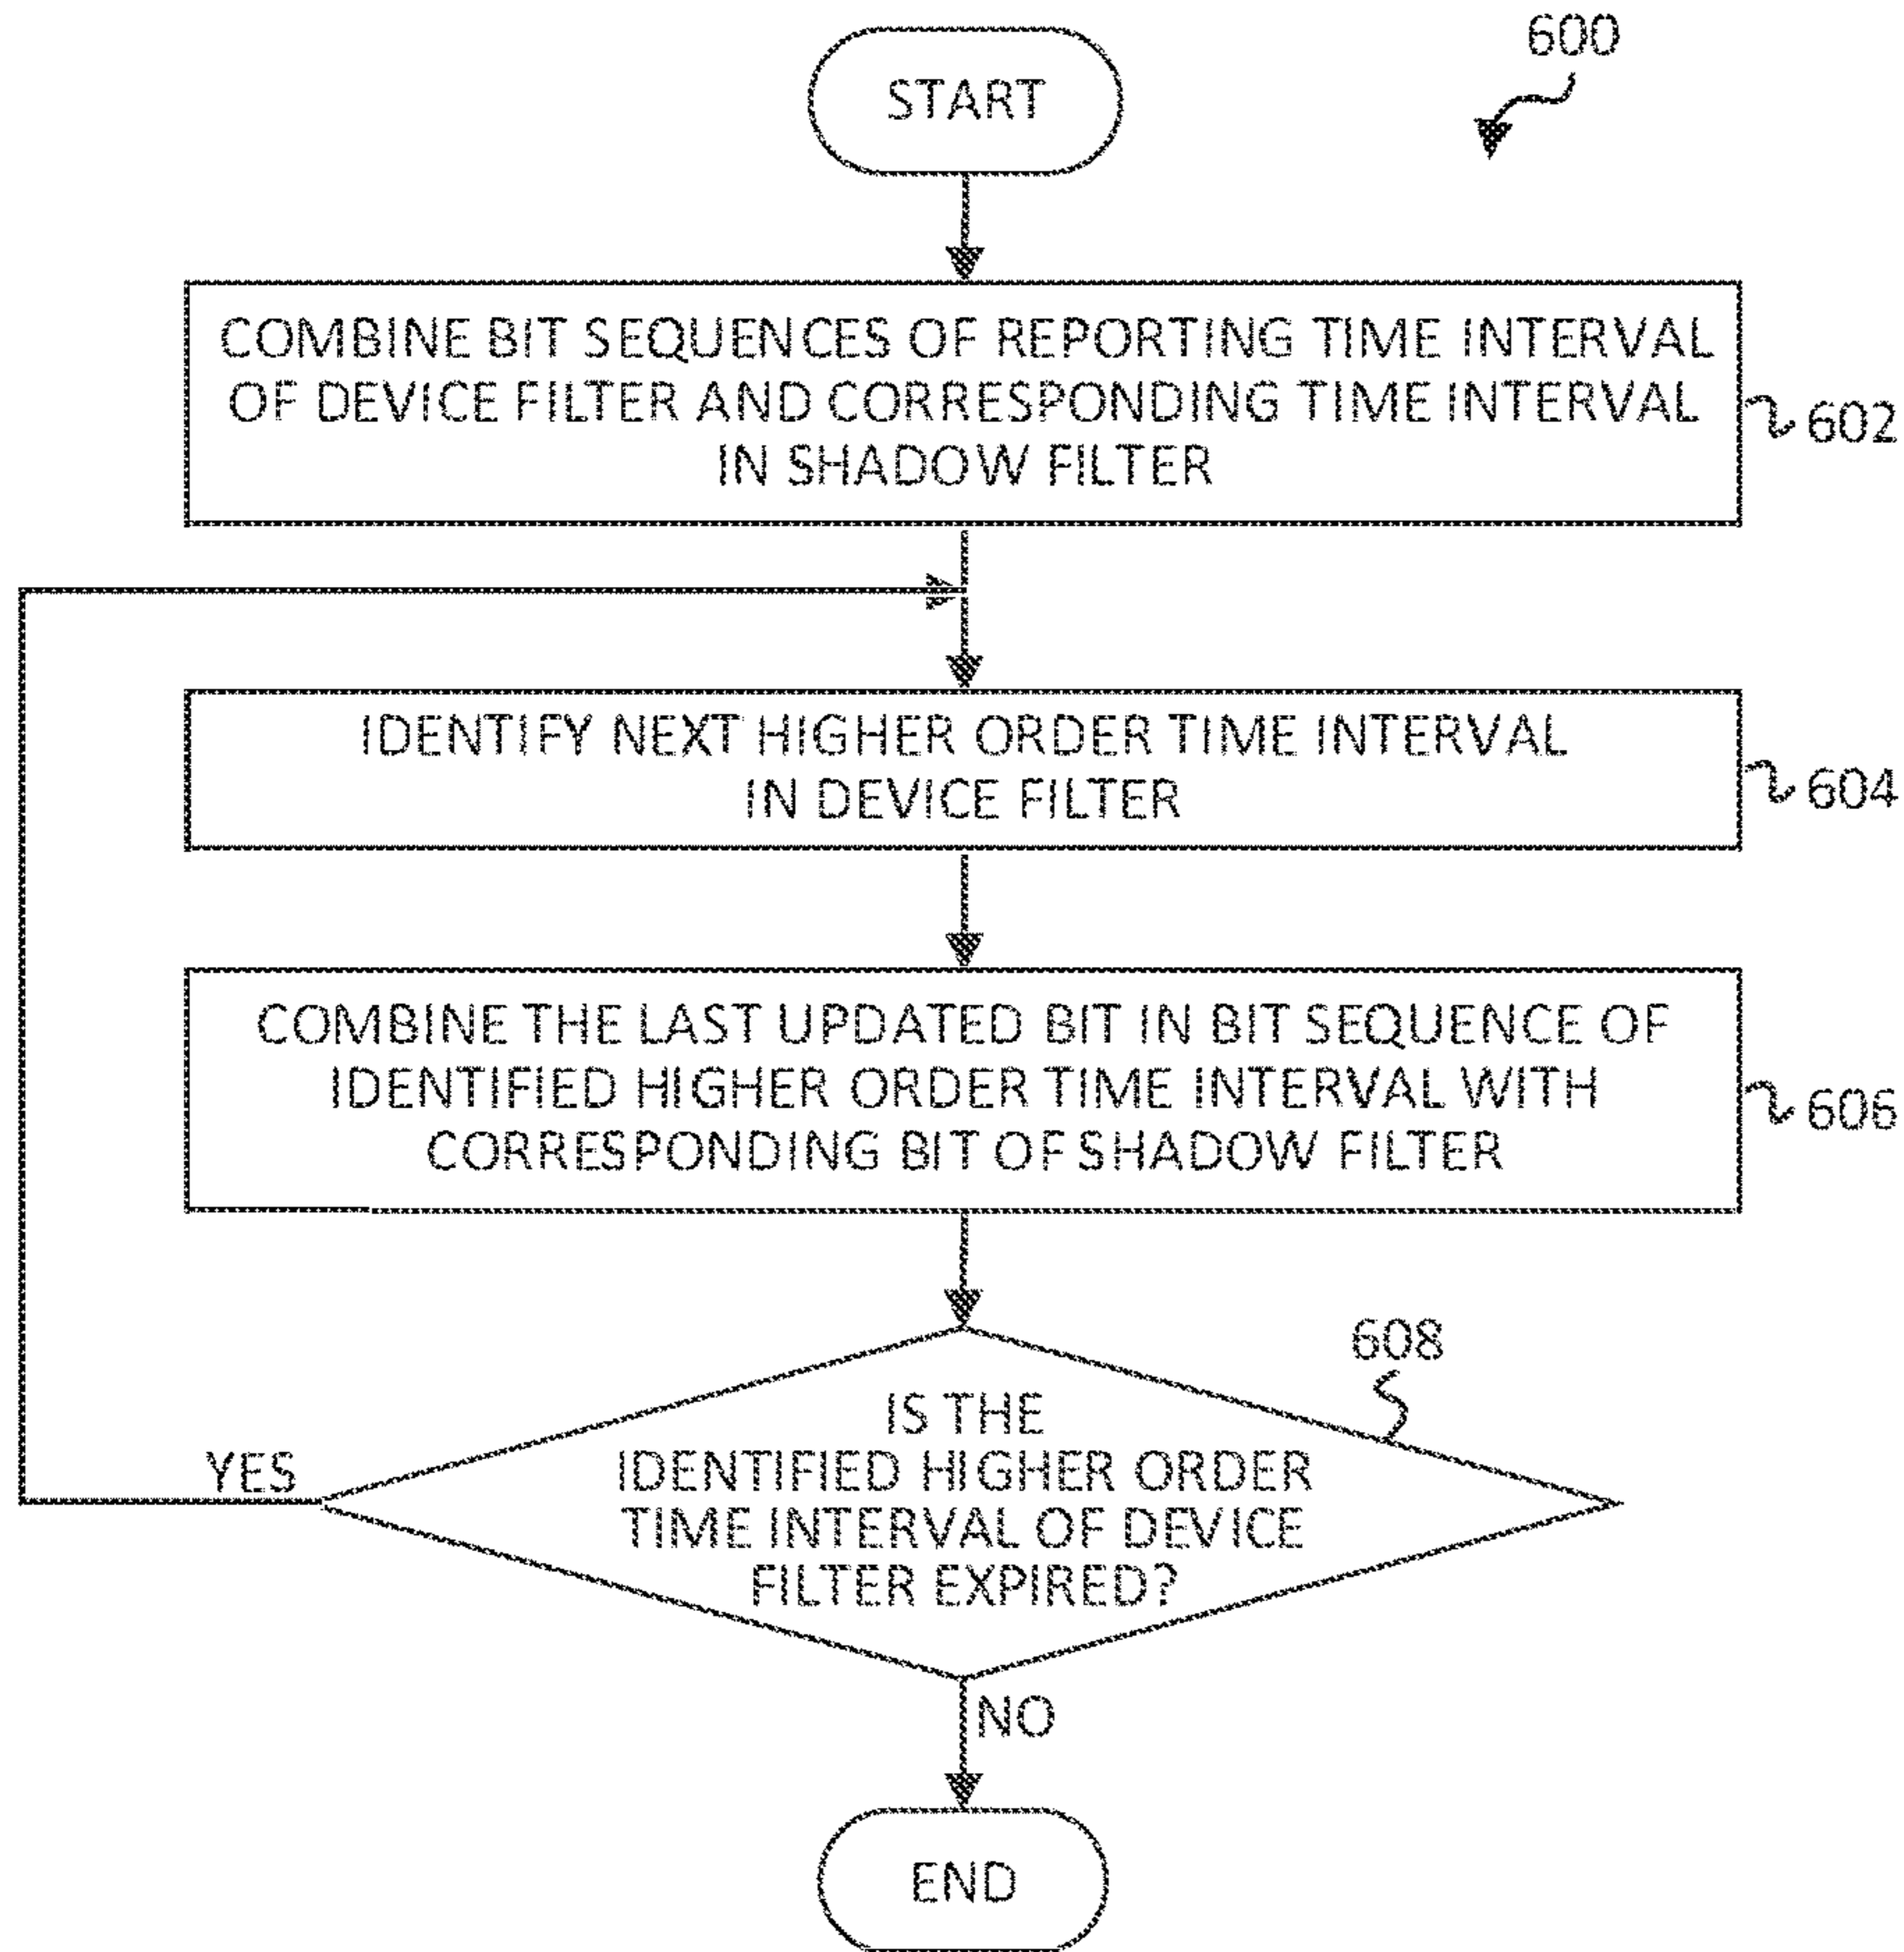 600
START
COMBINE BIT SEQUENCES OF REPORTING TIME INTERVAL
OF DEVICE FILTER AND CORRESPONDING TIME INTERVAL
IN SHADOW FILTER
602
IDENTIFY NEXT HIGHER ORDER TIME INTERVAL
IN DEVICE FILTER
604
COMBINE THE LAST UPDATED BIT IN BIT SEQUENCE OF
IDENTIFIED HIGHER ORDER TIME INTERVAL WITH
CORRESPONDING BIT OF SHADOW FILTER
606
608
IS THE
IDENTIFIED HIGHER ORDER
TIME INTERVAL OF DEVICE
FILTER EXPIRED?
YES
NO
END